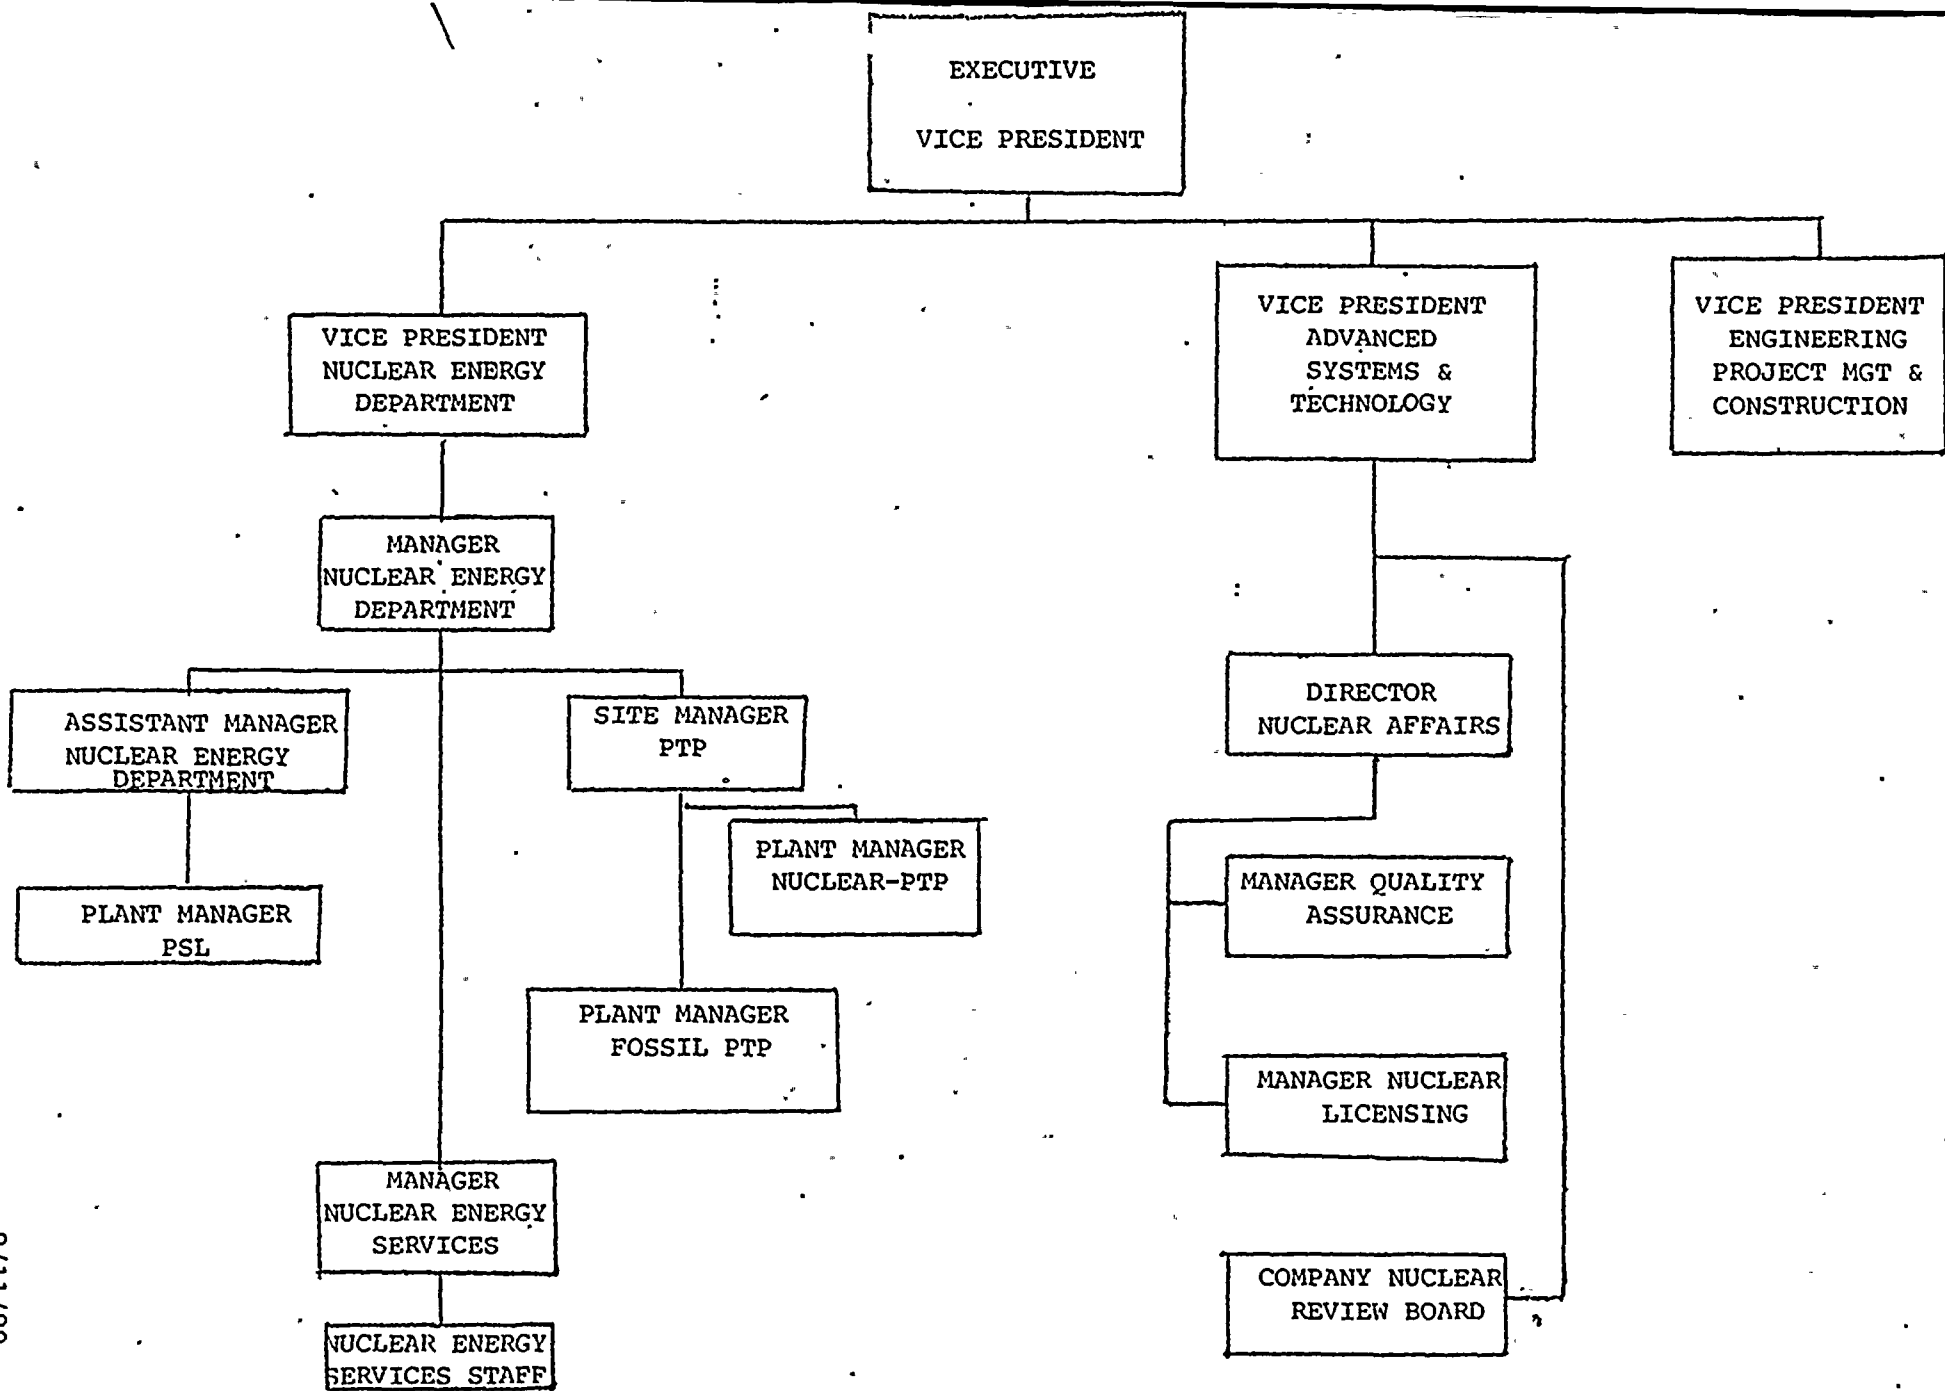 EXECUTIVE
VICE PRESIDENT
VICE PRESIDENT
NUCLEAR ENERGY
DEPARTMENT
VICE PRESIDENT
ADVANCED
SYSTEMS &
TECHNOLOGY
VICE PRESIDENT
ENGINEERING
PROJECT MGT &
CONSTRUCTION
MANAGER
NUCLEAR ENERGY
DEPARTMENT
ASSISTANT MANAGER
NUCLEAR ENERGY
DEPARTMENT
SITE MANAGER
PTP
DIRECTOR
NUCLEAR AFFAIRS
PLANT MANAGER
NUCLEAR-PTP
PLANT MANAGER
PSL
MANAGER QUALITY
ASSURANCE
PLANT MANAGER
FOSSIL PTP
MANAGER NUCLEAR
LICENSING
MANAGER
NUCLEAR ENERGY
SERVICES
COMPANY NUCLEAR
REVIEW BOARD
NUCLEAR ENERGY
SERVICES STAFF